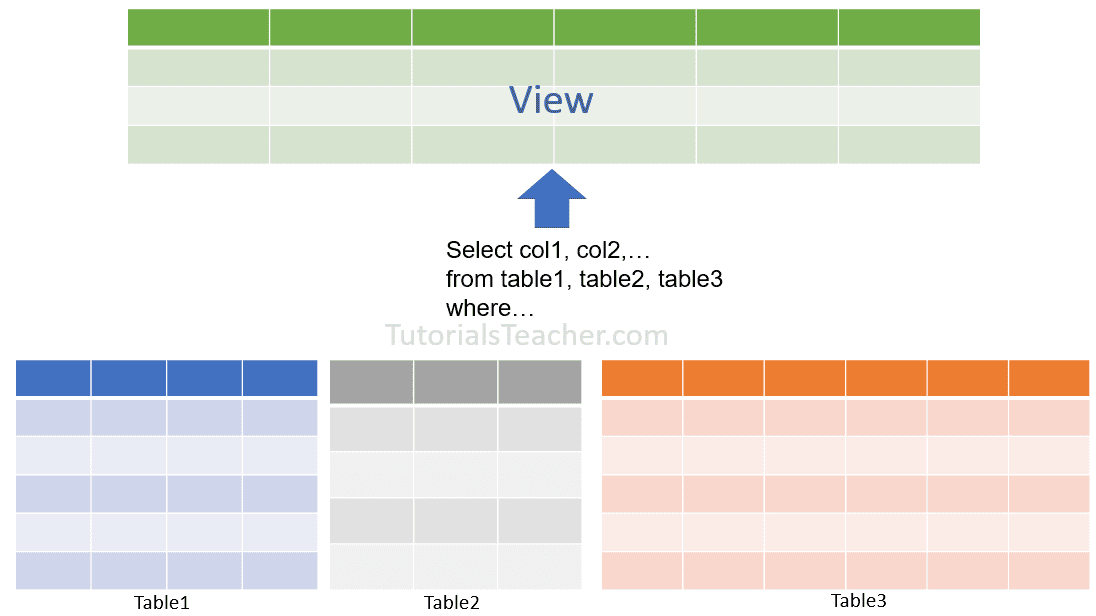 View
Select col1, col2,…
from table1, table2, table3
where…
TutorialsTeacher.com
Table1
Table2
Table3